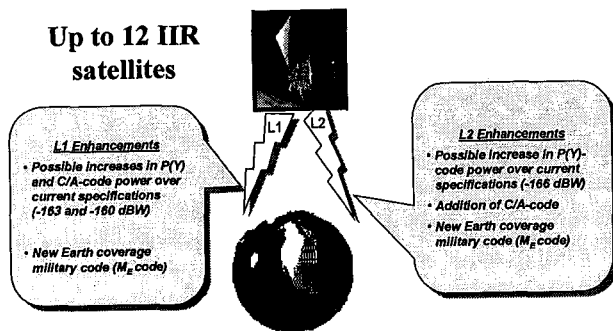 Up to 12 IIR
satellites
L1
L2
L1 Enhancements
• Possible increases in P(Y)
and C/A-code power over
current specifications
(-163 and -160 dBW)
• New Earth coverage
military code (ME code)
L2 Enhancements
• Possible increase in P(Y)-
code power over current
specifications (-166 dBW)
• Addition of C/A-code
• New Earth coverage
military code (ME code)